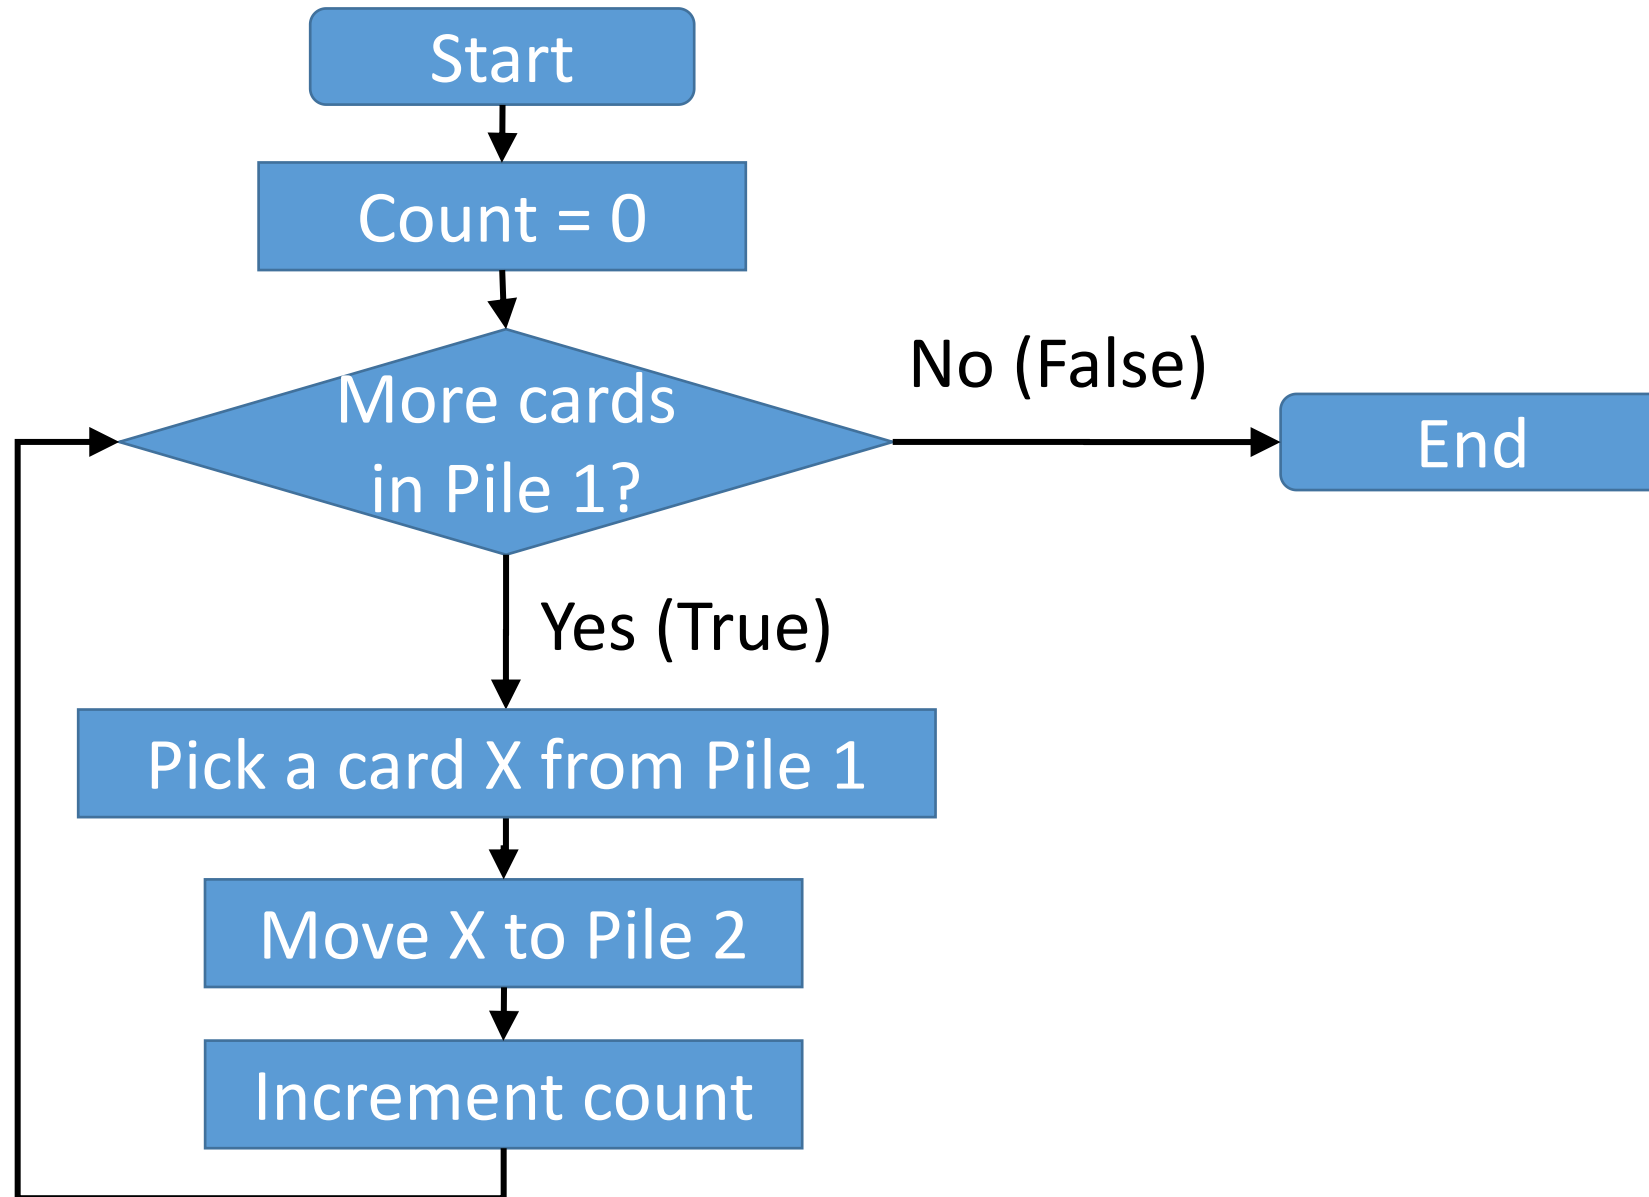 Start
Count = 0
More cards
in Pile 1?
No (False)
End
Yes (True)
Pick a card X from Pile 1
Move X to Pile 2
Increment count